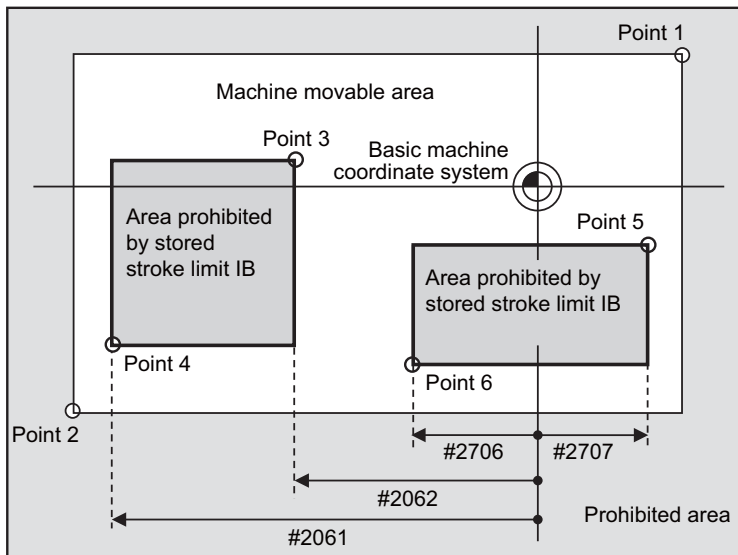 Point 1
Machine movable area
Point 3
Basic machine
coordinate system
Area prohibited
by stored
stroke limit IB
Point 5
Area prohibited by
stored stroke limit IB
Point 4
Point 6
Point 2
#2706
#2707
#2062
#2061
Prohibited area